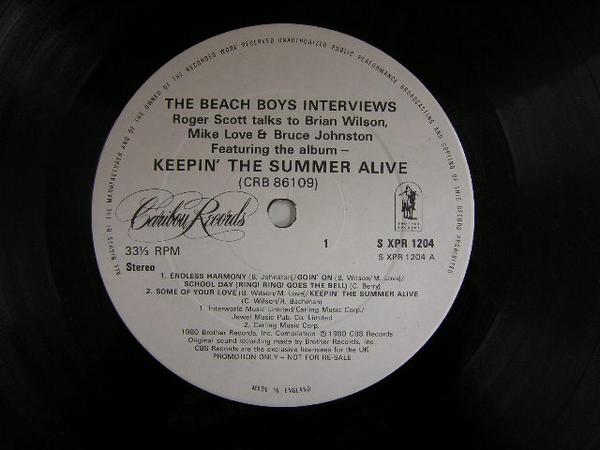 ALL RIGHTS OF THE MANUFACTURER AND OF THE OWNER OF THE RECORDED WORK RESERVED UNAUTHORIZED PUBLIC PERFORMANCE BROADCASTING AND COPYING OF THIS RECORD PROHIBITED
THE BEACH BOYS INTERVIEWS
Roger Scott talks to Brian Wilson,
Mike Love & Bruce Johnston
Featuring the album –
KEEPIN' THE SUMMER ALIVE
(CRB 86109)
Caribou Records
BROTHER RECORDS
33⅓ RPM
1
S XPR 1204
Stereo
S XPR 1204 A
1. ENDLESS HARMONY (B. Johnston)/GOIN' ON (B. Wilson/M. Love)/
SCHOOL DAY (RING! RING! GOES THE BELL) (C. Berry)
2. SOME OF YOUR LOVE (B. Wilson/M. Love)/KEEPIN' THE SUMMER ALIVE
(C. Wilson/R. Bachman)
1. Interworld Music Limited/Carling Music Corp./
Jewel Music Pub. Co. Limited
2. Carling Music Corp.
1980 Brother Records, Inc. Compilation ℗ 1980 CBS Records
Original sound recording made by Brother Records, Inc.
CBS Records are the exclusive licensees for the UK
PROMOTION ONLY – NOT FOR RE-SALE
MADE IN ENGLAND